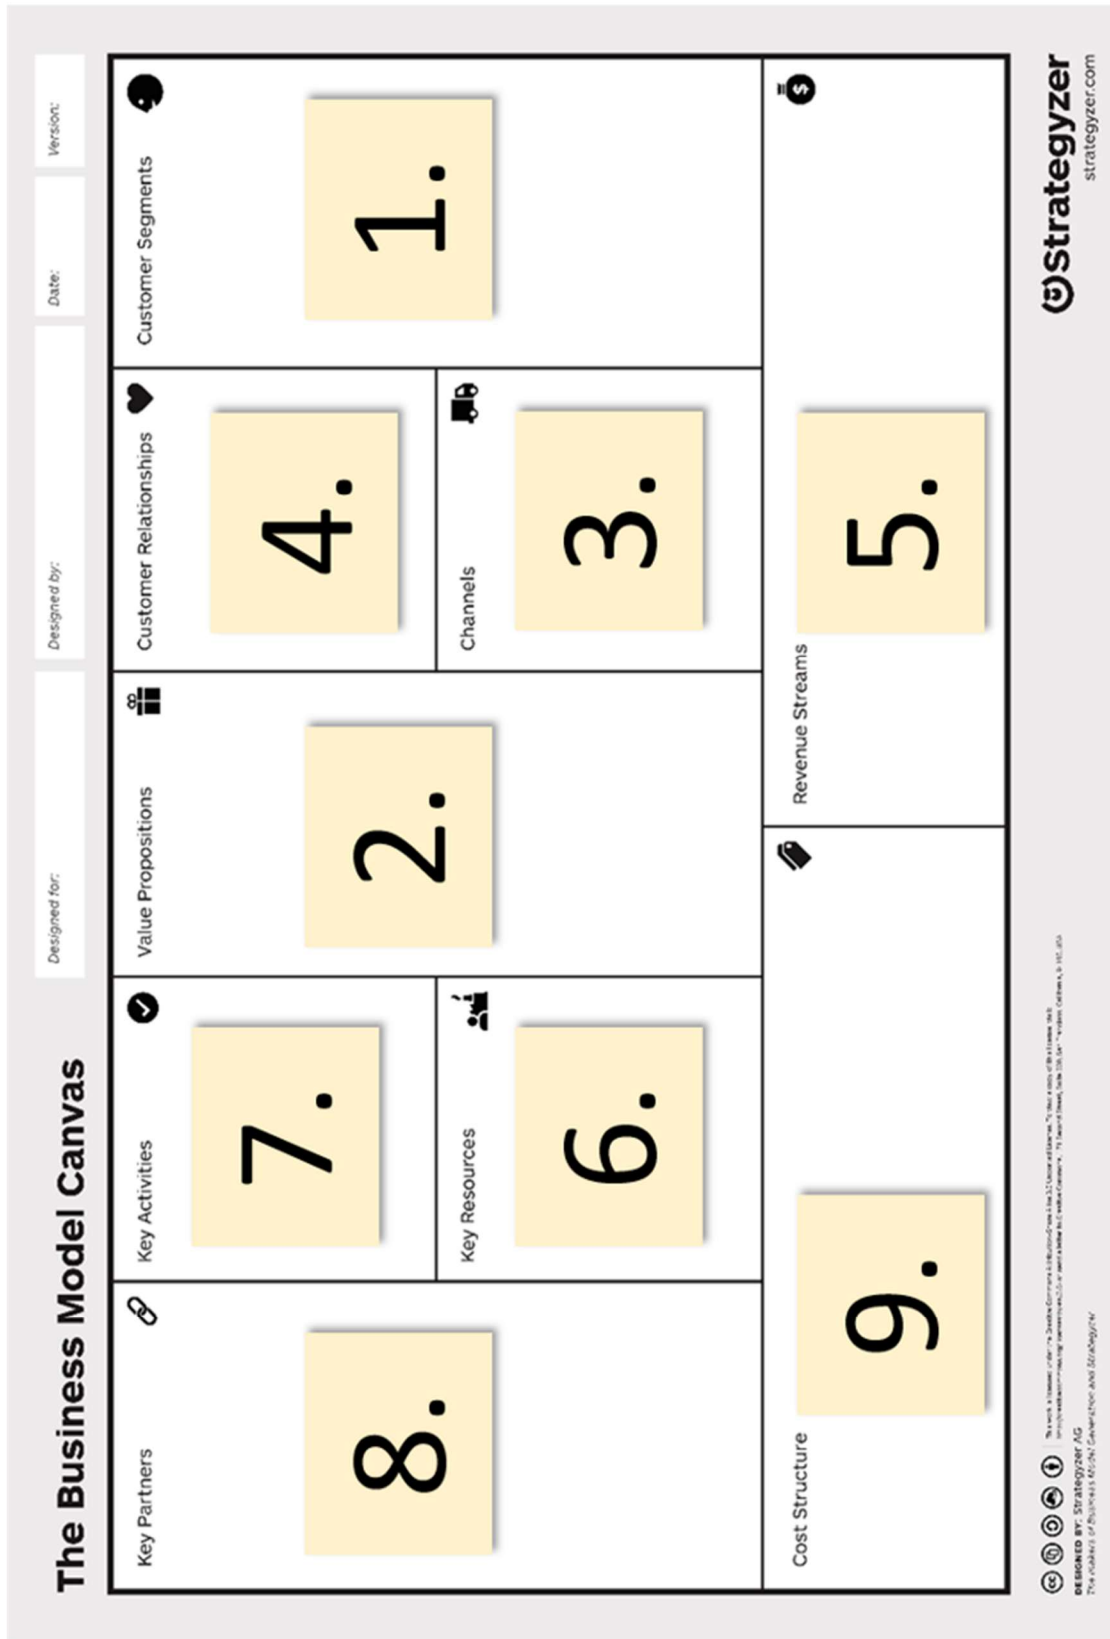 The Business Model Canvas
Designed for:
Designed by:
Date:
Version:
Key Partners
8.
Key Activities
7.
Key Resources
6.
Value Propositions
2.
Customer Relationships
4.
Channels
3.
Customer Segments
1.
Cost Structure
9.
Revenue Streams
5.
$
cc
DESIGNED BY: Strategyzer AG
The makers of Business Model Generation and Strategyzer
Strategyzer
strategyzer.com